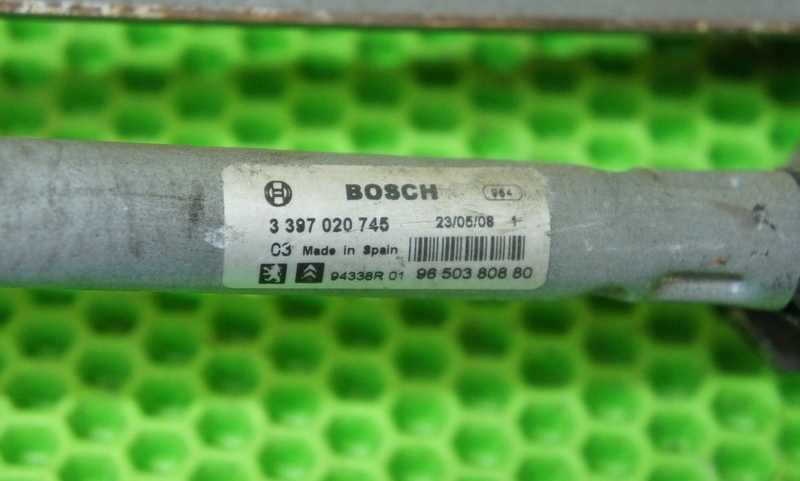 BOSCH 964
3 397 020 745 23/05/08 1
C3 Made in Spain
94338R 01 96 503 808 80